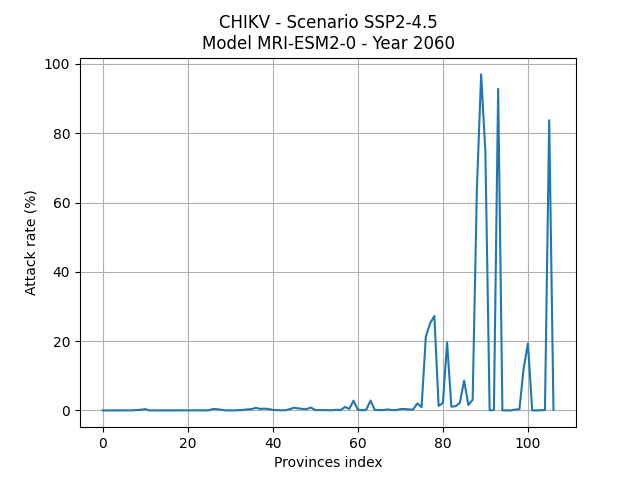 CHIKV - Scenario SSP2-4.5
Model MRI-ESM2-0 - Year 2060
100
80
60
40
20
0
Attack rate (%)
0 20 40 60 80 100
Provinces index